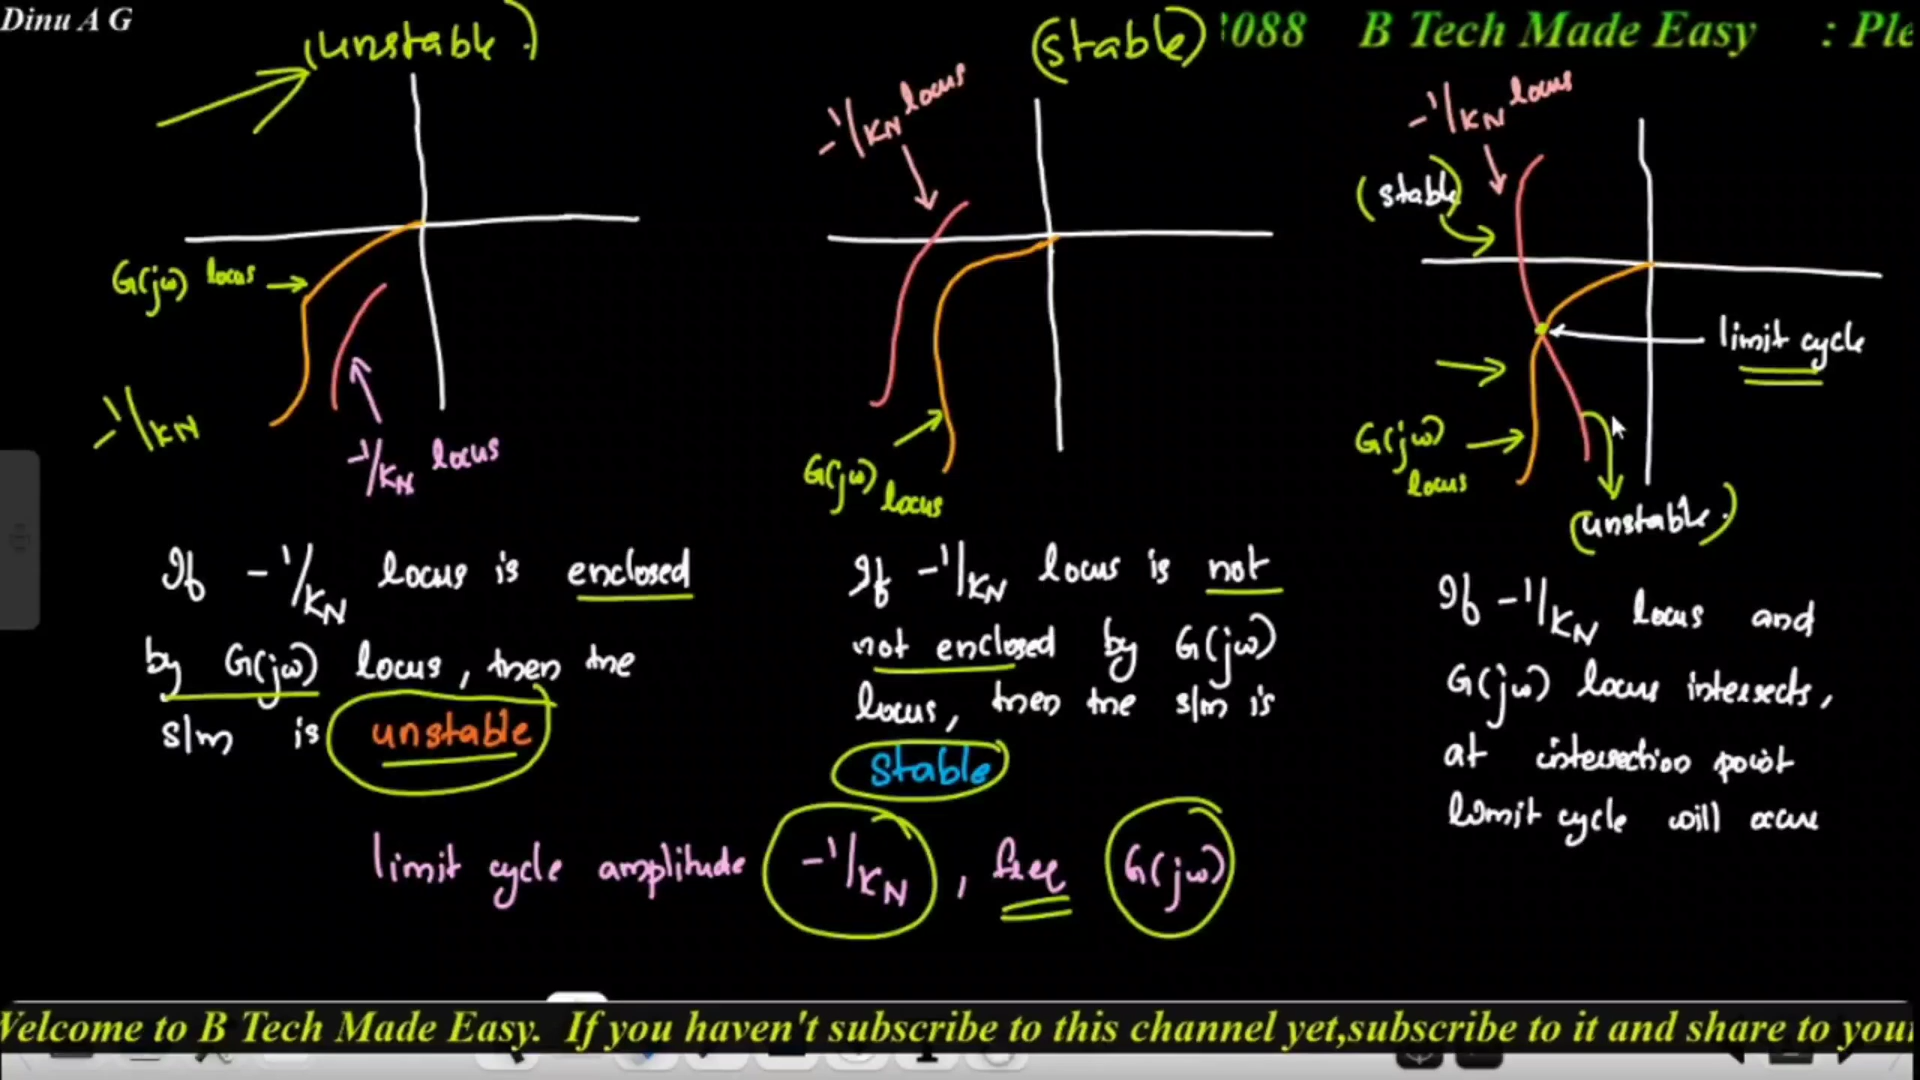 Dinu A G
(unstable.)
(stable)
:088 B Tech Made Easy : Ple
-1/KN locus
-1/KN locus
(stable)
G(jω) locus
limit cycle
-1/KN
-1/KN locus
G(jω) locus
G(jω) locus
(unstable.)
If -1/KN locus is enclosed
by G(jω) locus, then the
s/m is unstable
If -1/KN locus is not
not enclosed by G(jω)
locus, then the s/m is
stable
If -1/KN locus and
G(jω) locus intersects,
at intersection point
limit cycle will occur
limit cycle amplitude -1/KN, freq G(jω)
Welcome to B Tech Made Easy. If you haven't subscribe to this channel yet,subscribe to it and share to your